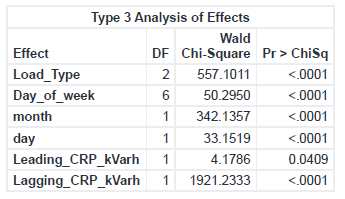 Type 3 Analysis of Effects
Effect DF Wald Chi-Square Pr > ChiSq
Load_Type 2 557.1011 <.0001
Day_of_week 6 50.2950 <.0001
month 1 342.1357 <.0001
day 1 33.1519 <.0001
Leading_CRP_kVarh 1 4.1786 0.0409
Lagging_CRP_kVarh 1 1921.2333 <.0001